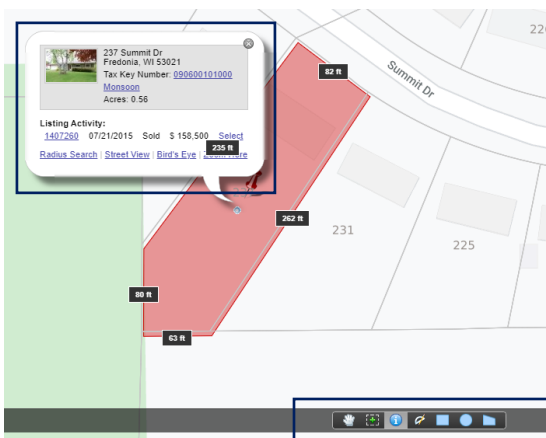 237 Summit Dr
Fredonia, WI 53021
Tax Key Number: 090600101000
Monsoon
Acres: 0.56
Listing Activity:
1407260 07/21/2015 Sold $ 158,500 Select
Radius Search | Street View | Bird's Eye |
235 ft
82 ft
Summit Dr
262 ft
231
225
80 ft
63 ft